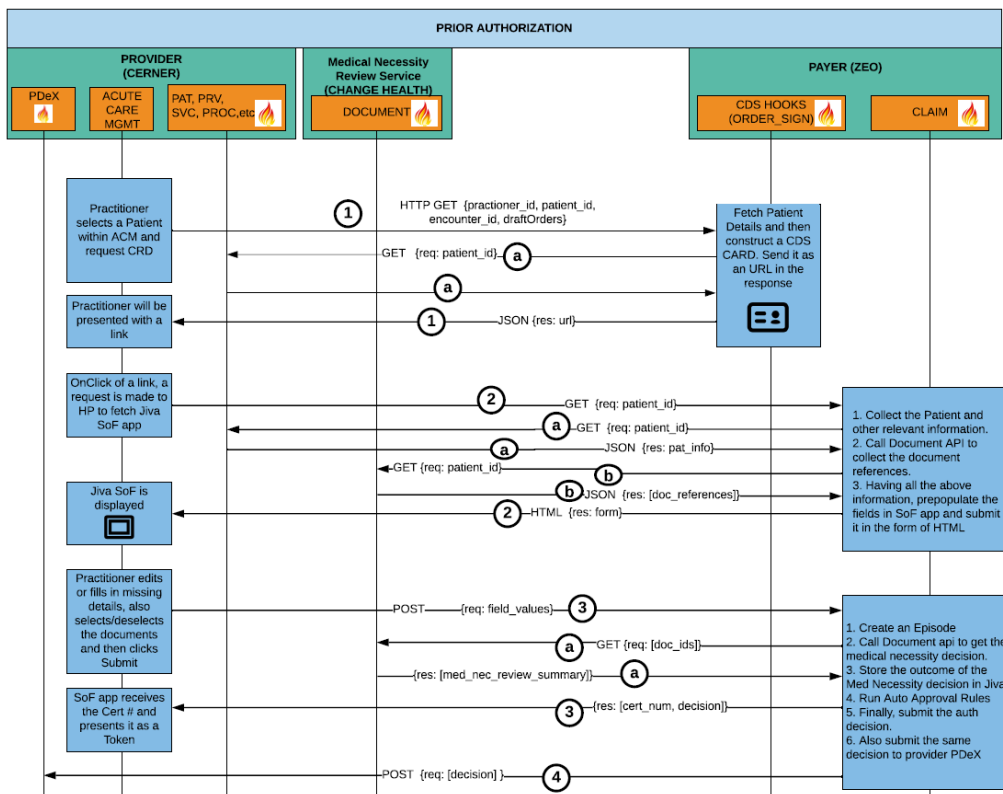 PRIOR AUTHORIZATION
PROVIDER
(CERNER)
Medical Necessity
Review Service
(CHANGE HEALTH)
PAYER (ZEO)
PDeX
ACUTE
CARE
MGMT
PAT, PRV,
SVC, PROC,etc
DOCUMENT
CDS HOOKS
(ORDER_SIGN)
CLAIM
Practitioner
selects a Patient
within ACM and
request CRD
1
HTTP GET {practioner_id, patient_id,
encounter_id, draftOrders}
Fetch Patient
Details and then
construct a CDS
CARD. Send it as
an URL in the
response
GET {req: patient_id}
a
a
Practitioner will be
presented with a
link
1
JSON {res: url}
OnClick of a link, a
request is made to
HP to fetch Jiva
SoF app
2
GET {req: patient_id}
a
GET {req: patient_id}
a
JSON {res: pat_info}
GET {req: patient_id}
b
b
JSON {res: [doc_references]}
2
HTML {res: form}
1. Collect the Patient and
other relevant information.
2. Call Document API to
collect the document
references.
3. Having all the above
information, prepopulate the
fields in SoF app and submit
it in the form of HTML
Jiva SoF is
displayed
Practitioner edits
or fills in missing
details, also
selects/deselects
the documents
and then clicks
Submit
POST {req: field_values}
3
a
GET {req: [doc_ids]}
{res: [med_nec_review_summary]}
a
3
{res: [cert_num, decision]}
1. Create an Episode
2. Call Document api to get the
medical necessity decision.
3. Store the outcome of the
Med Necessity decision in Jiva
4. Run Auto Approval Rules
5. Finally, submit the auth
decision.
6. Also submit the same
decision to provider PDeX
SoF app receives
the Cert # and
presents it as a
Token
POST {req: [decision] }
4